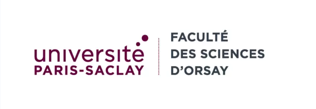 université
PARIS-SACLAY
FACULTÉ
DES SCIENCES
D'ORSAY